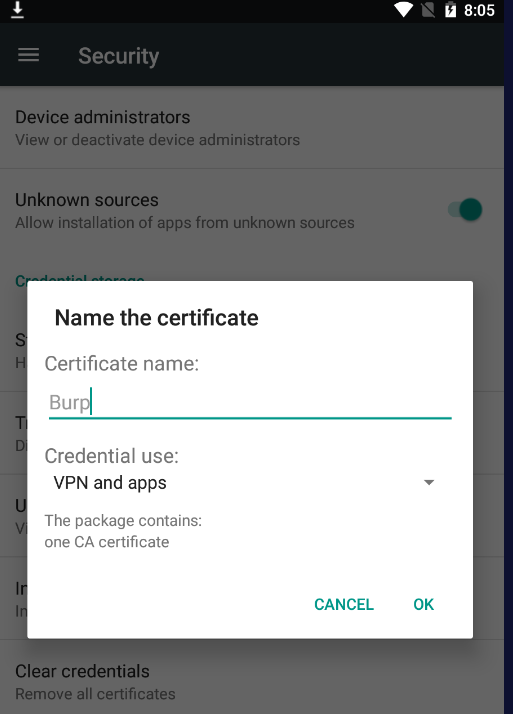 8:05
Security
Device administrators
View or deactivate device administrators
Unknown sources
Allow installation of apps from unknown sources
Credential storage
Name the certificate
Certificate name:
Burp
Credential use:
VPN and apps
The package contains:
one CA certificate
CANCEL OK
Clear credentials
Remove all certificates